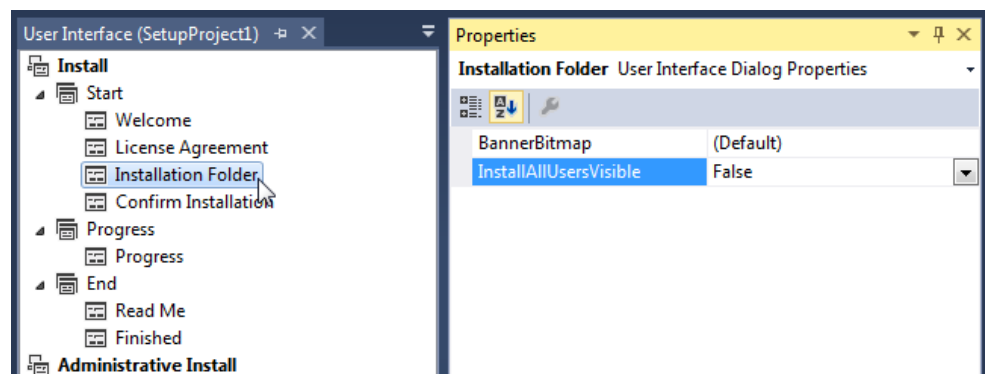 User Interface (SetupProject1)
Install
Start
Welcome
License Agreement
Installation Folder
Confirm Installation
Progress
Progress
End
Read Me
Finished
Administrative Install
Properties
Installation Folder User Interface Dialog Properties
BannerBitmap (Default)
InstallAllUsersVisible False